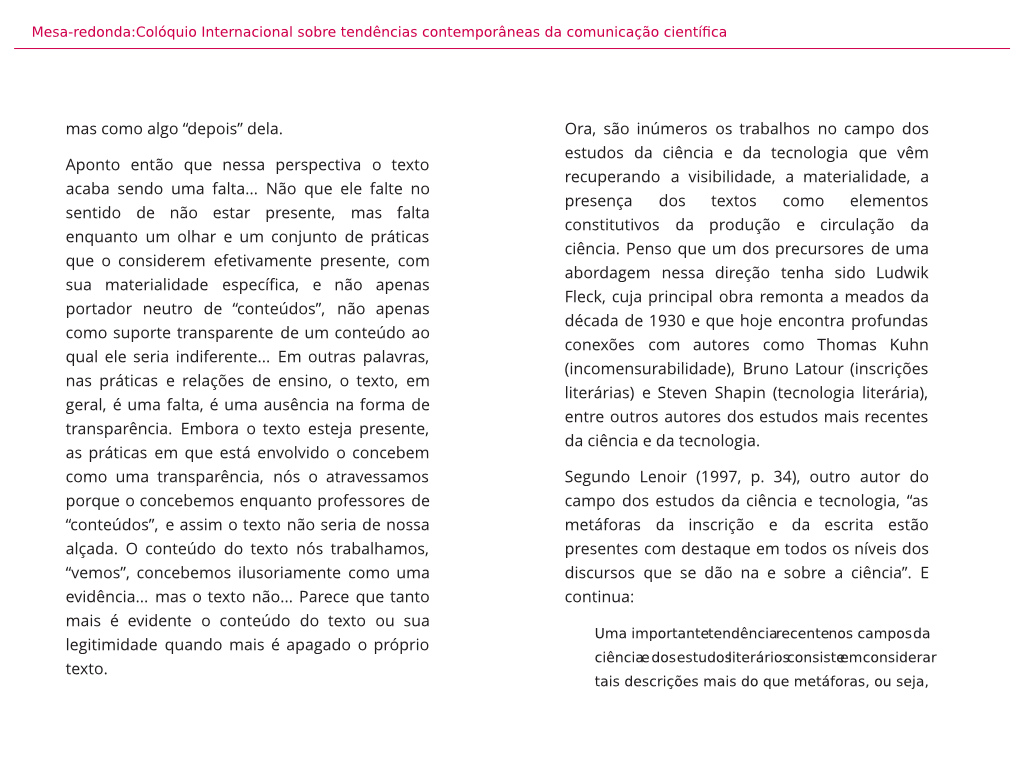 Mesa-redonda:Colóquio Internacional sobre tendências contemporâneas da comunicação científica
mas como algo “depois” dela.
Aponto então que nessa perspectiva o texto
acaba sendo uma falta... Não que ele falte no
sentido de não estar presente, mas falta
enquanto um olhar e um conjunto de práticas
que o considerem efetivamente presente, com
sua materialidade específica, e não apenas
portador neutro de “conteúdos”, não apenas
como suporte transparente de um conteúdo ao
qual ele seria indiferente... Em outras palavras,
nas práticas e relações de ensino, o texto, em
geral, é uma falta, é uma ausência na forma de
transparência. Embora o texto esteja presente,
as práticas em que está envolvido o concebem
como uma transparência, nós o atravessamos
porque o concebemos enquanto professores de
“conteúdos”, e assim o texto não seria de nossa
alçada. O conteúdo do texto nós trabalhamos,
“vemos”, concebemos ilusoriamente como uma
evidência... mas o texto não... Parece que tanto
mais é evidente o conteúdo do texto ou sua
legitimidade quando mais é apagado o próprio
texto.
Ora, são inúmeros os trabalhos no campo dos
estudos da ciência e da tecnologia que vêm
recuperando a visibilidade, a materialidade, a
presença dos textos como elementos
constitutivos da produção e circulação da
ciência. Penso que um dos precursores de uma
abordagem nessa direção tenha sido Ludwik
Fleck, cuja principal obra remonta a meados da
década de 1930 e que hoje encontra profundas
conexões com autores como Thomas Kuhn
(incomensurabilidade), Bruno Latour (inscrições
literárias) e Steven Shapin (tecnologia literária),
entre outros autores dos estudos mais recentes
da ciência e da tecnologia.
Segundo Lenoir (1997, p. 34), outro autor do
campo dos estudos da ciência e tecnologia, “as
metáforas da inscrição e da escrita estão
presentes com destaque em todos os níveis dos
discursos que se dão na e sobre a ciência”. E
continua:
Uma importante tendência recente nos campos da
ciência e dos estudos literários consiste em considerar
tais descrições mais do que metáforas, ou seja,